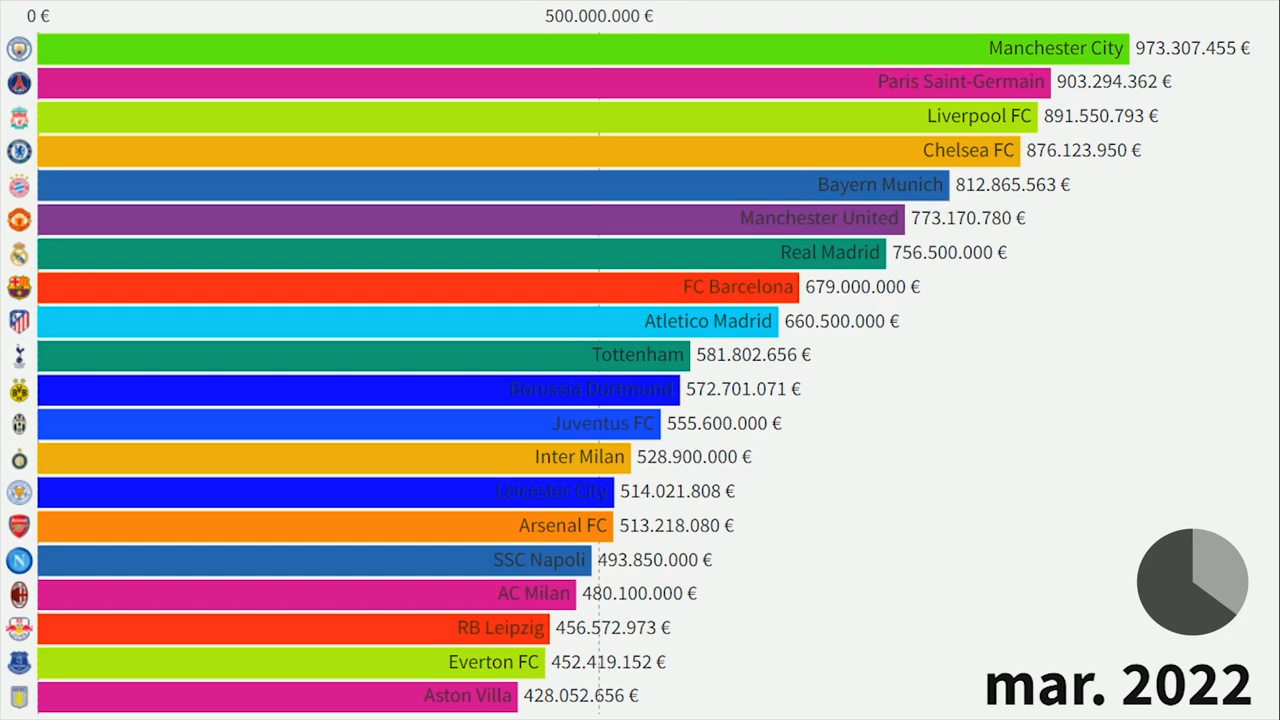 0 € 500.000.000 €
Manchester City 973.307.455 €
Paris Saint-Germain 903.294.362 €
Liverpool FC 891.550.793 €
Chelsea FC 876.123.950 €
Bayern Munich 812.865.563 €
Manchester United 773.170.780 €
Real Madrid 756.500.000 €
FC Barcelona 679.000.000 €
Atletico Madrid 660.500.000 €
Tottenham 581.802.656 €
Borussia Dortmund 572.701.071 €
Juventus FC 555.600.000 €
Inter Milan 528.900.000 €
Leicester City 514.021.808 €
Arsenal FC 513.218.080 €
SSC Napoli 493.850.000 €
AC Milan 480.100.000 €
RB Leipzig 456.572.973 €
Everton FC 452.419.152 €
Aston Villa 428.052.656 €
mar. 2022